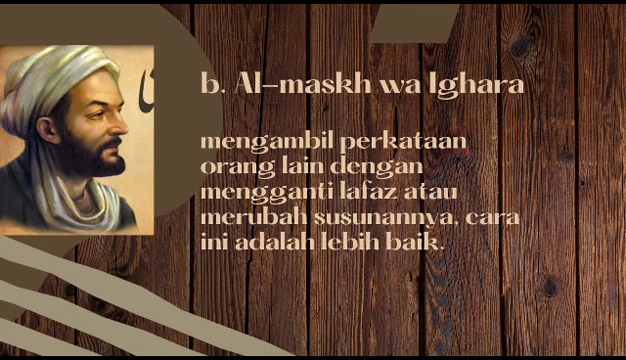 b. Al-maskh wa Ighara
mengambil perkataan
orang lain dengan
mengganti lafaz atau
merubah susunannya, cara
ini adalah lebih baik.